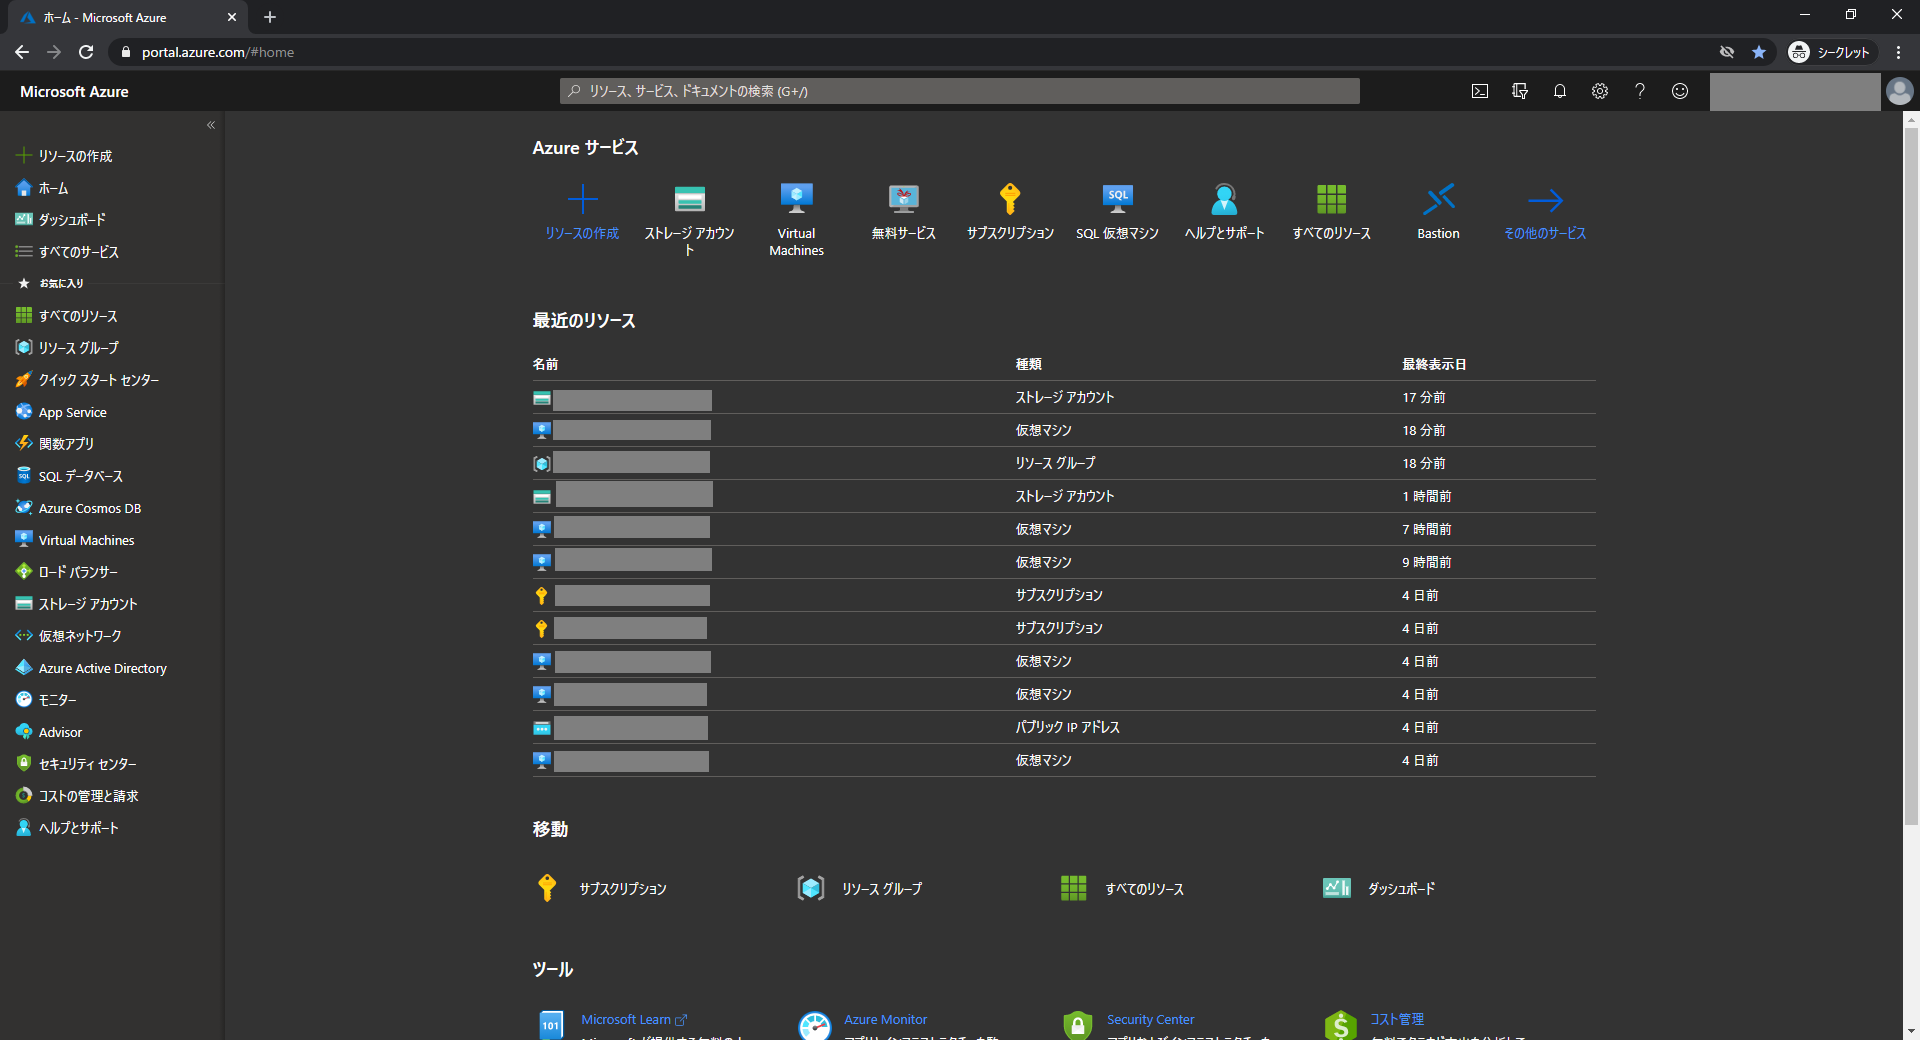 ホーム - Microsoft Azure
portal.azure.com/#home
シークレット
Microsoft Azure
リソース、サービス、ドキュメントの検索 (G+/)
«
リソースの作成
ホーム
ダッシュボード
すべてのサービス
お気に入り
すべてのリソース
リソース グループ
クイック スタート センター
App Service
関数アプリ
SQL データベース
Azure Cosmos DB
Virtual Machines
ロード バランサー
ストレージ アカウント
仮想ネットワーク
Azure Active Directory
モニター
Advisor
セキュリティ センター
コストの管理と請求
ヘルプとサポート
Azure サービス
リソースの作成
ストレージ アカウン
ト
Virtual
Machines
無料サービス
サブスクリプション
SQL
SQL 仮想マシン
ヘルプとサポート
すべてのリソース
Bastion
その他のサービス
最近のリソース
名前 種類 最終表示日
ストレージ アカウント 17 分前
仮想マシン 18 分前
リソース グループ 18 分前
ストレージ アカウント 1 時間前
仮想マシン 7 時間前
仮想マシン 9 時間前
サブスクリプション 4 日前
サブスクリプション 4 日前
仮想マシン 4 日前
仮想マシン 4 日前
パブリック IP アドレス 4 日前
仮想マシン 4 日前
移動
サブスクリプション
リソース グループ
すべてのリソース
ダッシュボード
ツール
101
Microsoft Learn
Azure Monitor
Security Center
コスト管理